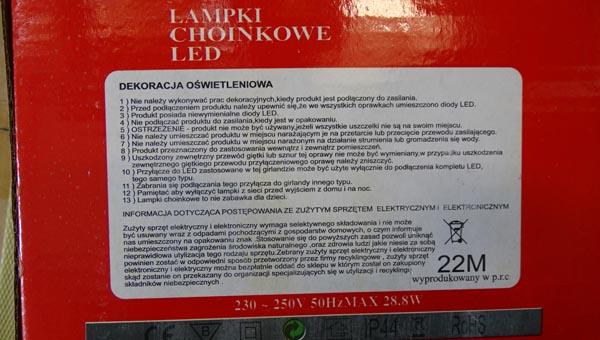 LAMPKI
CHOINKOWE
LED
DEKORACJA OŚWIETLENIOWA
1 ) Nie należy wykonywać prac dekoracyjnych,kiedy produkt jest podłączony do zasilania.
2 ) Przed podłączeniem produktu należy upewnić się,że we wszystkich oprawkach umieszczono diody LED.
3 ) Produkt posiada niewymienialne diody LED.
4 ) Nie podłączać produktu do zasilania,kiedy jest w opakowaniu.
5 ) OSTRZEŻENIE - produkt nie może być używany,jeżeli wszystkie uszczelki nie są na swoim miejscu.
6 ) Nie należy umieszczać produktu w miejscu narażającym je na przetarcie lub przecięcie przewodu zasilającego.
7 ) Nie należy umieszczać produktu w miejscu narażonym na działanie strumienia lub gromadzenia się wody.
8 ) Produkt przeznaczony do zastosowania wewnątrz i zewnątrz pomieszczeń.
9 ) Uszkodzony zewnętrzny przewód giętki lub sznur tej oprawy nie może być wymieniany,w przypadku uszkodzenia
zewnętrznego giętkiego przewodu przyłączeniowego oprawę należy zniszczyć.
10 ) Przyłącze do LED zastosowane w tej girlandzie może być użyte wyłącznie do podłączenia kompletu LED,
tego samego typu.
11 ) Zabrania się podłączania tego przyłącza do girlandy innego typu.
12 ) Pamiętać aby wyłączyć lampki z sieci przed wyjściem z domu i na noc.
13 ) Lampki choinkowe to nie zabawka dla dzieci.
INFORMACJA DOTYCZĄCA POSTĘPOWANIA ZE ZUŻYTYM SPRZĘTEM ELEKTRYCZNYM i ELEKTRONICZNYM
Zużyty sprzęt elektryczny i elektroniczny wymaga selektywnego składowania i nie może
być usuwany wraz z odpadami pochodzącymi z gospodarstw domowych, o czym informuje
nas umieszczony na opakowaniu symbol. Stosowanie się do powyższych zasad pozwoli uniknąć
niebezpieczeństwa zagrożenia środowiska naturalnego ,oraz zdrowia ludzi jakie niesie za sobą
nieprawidłowa utylizacja tego rodzaju sprzętu.Zebrany zużyty sprzęt elektryczny i elektroniczny
powinien zostać w odpowiedni sposób przetworzony przez firmy recyklingowe , zużyty sprzęt
elektroniczny i elektryczny można bezpłatnie oddać do sklepu w którym został on zakupiony
skąd zostanie on przekazany do organizacji specjalizujących się w utylizacji i recyklingu
składników niebezpiecznych .
22M
wyprodukowany w p.r.c
230 ~ 250V 50HzMAX 28.8W
CE B IP44 RoHS